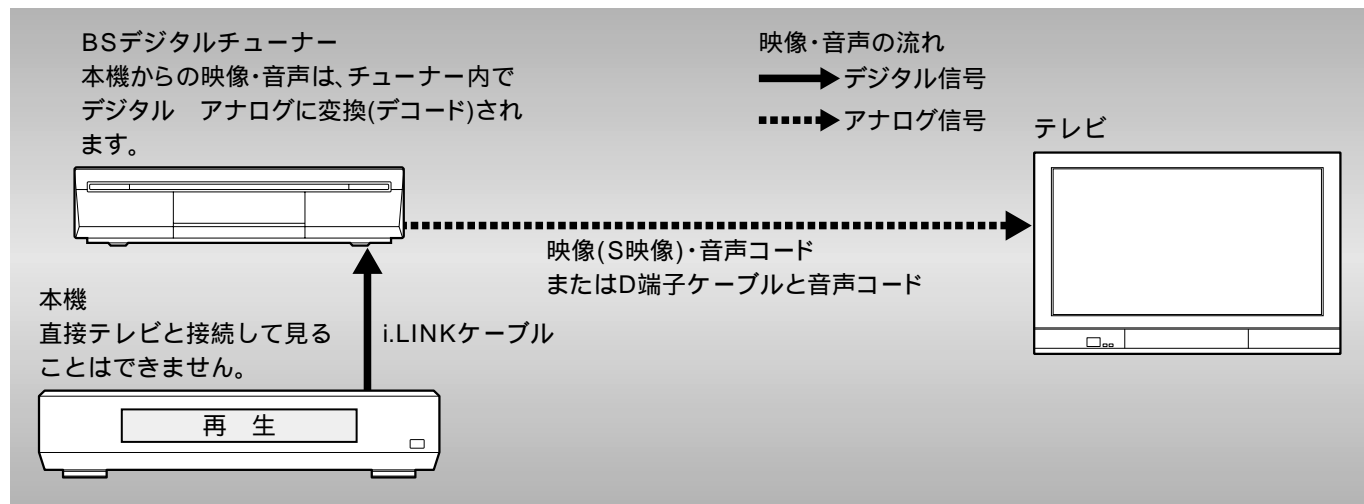 BSデジタルチューナー
本機からの映像・音声は、チューナー内で
デジタル　アナログに変換(デコード)され
ます。
映像・音声の流れ
デジタル信号
アナログ信号
テレビ
映像(S映像)・音声コード
またはD端子ケーブルと音声コード
本機
直接テレビと接続して見る
ことはできません。
i.LINKケーブル
再　生